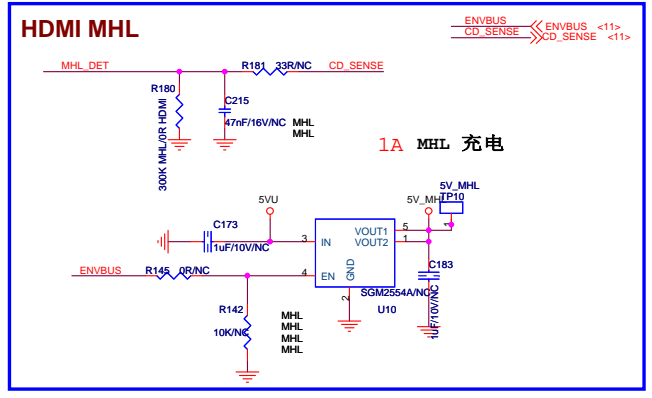 HDMI MHL
ENVBUS
ENVBUS <11>
CD_SENSE
CD_SENSE <11>
MHL_DET
R181 33R/NC
CD_SENSE
R180
300K MHL/0R HDMI
C215
47nF/16V/NC
MHL
MHL
1A MHL 充电
5VU
5V_MHL
5V_MHL
TP10
1
C173
1uF/10V/NC
3
IN
VOUT1
5
VOUT2
1
ENVBUS
R145 0R/NC
4
EN
GND
2
SGM2554A/NC
U10
C183
1uF/10V/NC
R142
10K/NC
MHL
MHL
MHL
MHL